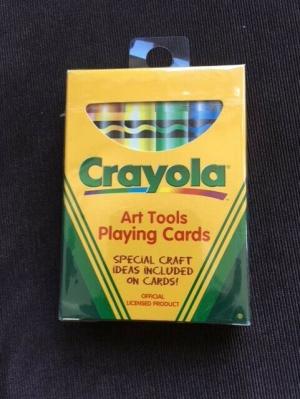 Crayola
Art Tools
Playing Cards
SPECIAL CRAFT
IDEAS INCLUDED
ON CARDS!
OFFICIAL
LICENSED PRODUCT